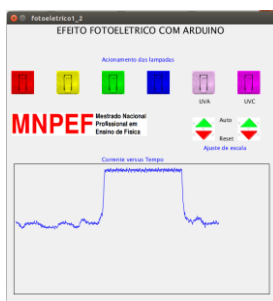 fotoeletrico1_2
EFEITO FOTOELETRICO COM ARDUINO
Acionamento das lampadas
UVA
UVC
MNPEF
Mestrado Nacional
Profissional em
Ensino de Física
Auto
Reset
Ajuste de escala
Corrente versus Tempo